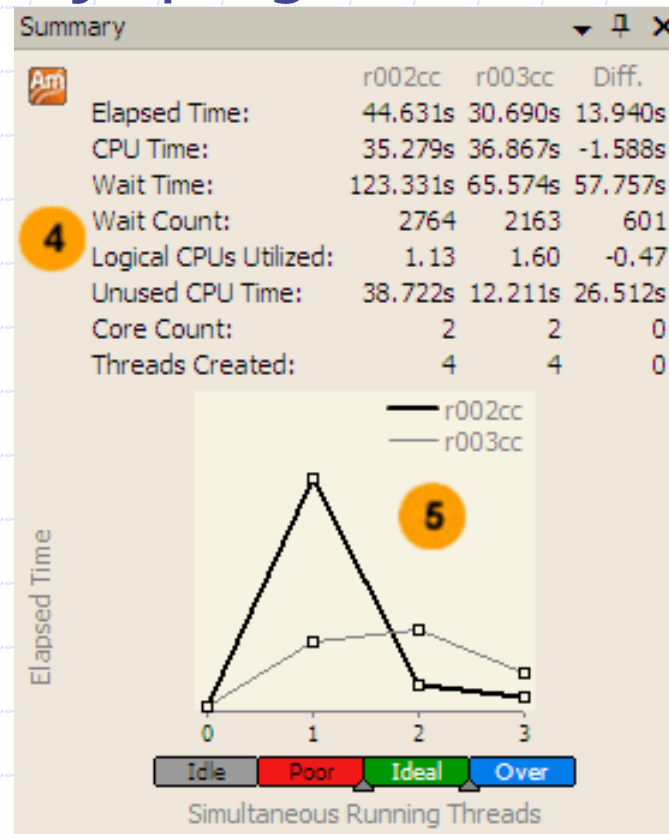 Summary
Am
r002cc r003cc Diff.
Elapsed Time: 44.631s 30.690s 13.940s
CPU Time: 35.279s 36.867s -1.588s
Wait Time: 123.331s 65.574s 57.757s
Wait Count: 2764 2163 601
4
Logical CPUs Utilized: 1.13 1.60 -0.47
Unused CPU Time: 38.722s 12.211s 26.512s
Core Count: 2 2 0
Threads Created: 4 4 0
r002cc
r003cc
5
Elapsed Time
0 1 2 3
Idle Poor Ideal Over
Simultaneous Running Threads